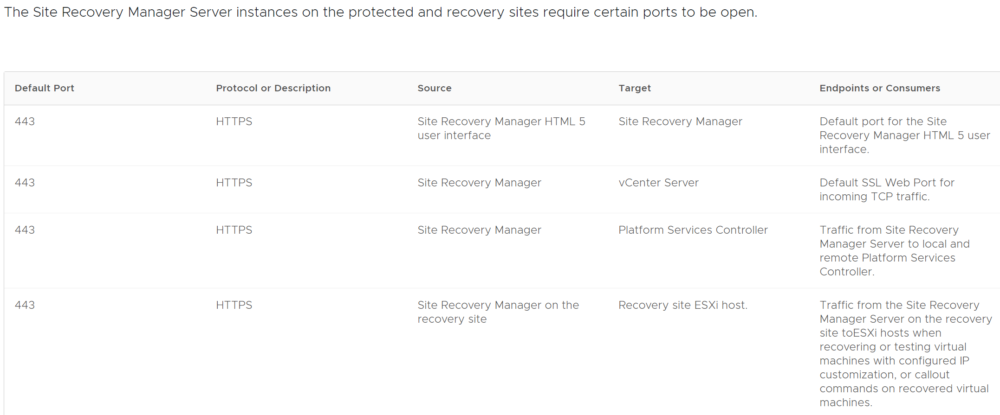 The Site Recovery Manager Server instances on the protected and recovery sites require certain ports to be open.
Default Port
Protocol or Description
Source
Target
Endpoints or Consumers
443
HTTPS
Site Recovery Manager HTML 5
user interface
Site Recovery Manager
Default port for the Site
Recovery Manager HTML 5 user
interface.
443
HTTPS
Site Recovery Manager
vCenter Server
Default SSL Web Port for
incoming TCP traffic.
443
HTTPS
Site Recovery Manager
Platform Services Controller
Traffic from Site Recovery
Manager Server to local and
remote Platform Services
Controller.
443
HTTPS
Site Recovery Manager on the
recovery site
Recovery site ESXi host.
Traffic from the Site Recovery
Manager Server on the recovery
site toESXi hosts when
recovering or testing virtual
machines with configured IP
customization, or callout
commands on recovered virtual
machines.